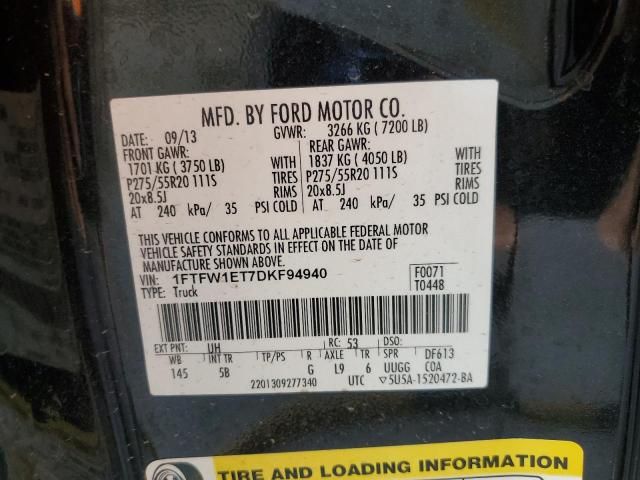 MFD. BY FORD MOTOR CO.
DATE: 09/13 GVWR: 3266 KG ( 7200 LB)
FRONT GAWR: REAR GAWR:
1701 KG ( 3750 LB) WITH 1837 KG ( 4050 LB) WITH
P275/55R20 111S TIRES P275/55R20 111S TIRES
20x8.5J RIMS 20x8.5J RIMS
AT 240 kPa/ 35 PSI COLD AT 240 kPa/ 35 PSI COLD
THIS VEHICLE CONFORMS TO ALL APPLICABLE FEDERAL MOTOR
VEHICLE SAFETY STANDARDS IN EFFECT ON THE DATE OF
MANUFACTURE SHOWN ABOVE.
VIN: 1FTFW1ET7DKF94940 F0071
TYPE: Truck T0448
EXT PNT: UH RC: 53 DSO:
WB INT TR TP/PS R AXLE TR SPR DF613
145 5B G L9 6 UUGG COA
2201309277340 UTC ▽5U5A-1520472-BA
TIRE AND LOADING INFORMATION